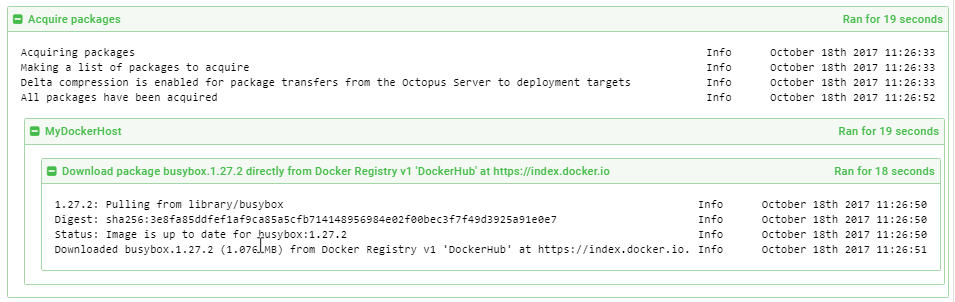 Acquire packages Ran for 19 seconds
Acquiring packages Info October 18th 2017 11:26:33
Making a list of packages to acquire Info October 18th 2017 11:26:33
Delta compression is enabled for package transfers from the Octopus Server to deployment targets Info October 18th 2017 11:26:33
All packages have been acquired Info October 18th 2017 11:26:52
MyDockerHost Ran for 19 seconds
Download package busybox.1.27.2 directly from Docker Registry v1 'DockerHub' at https://index.docker.io Ran for 18 seconds
1.27.2: Pulling from library/busybox Info October 18th 2017 11:26:50
Digest: sha256:3e8fa85ddfef1af9ca85a5cfb714148956984e02f00bec3f7f49d3925a91e0e7 Info October 18th 2017 11:26:50
Status: Image is up to date for busybox:1.27.2 Info October 18th 2017 11:26:50
Downloaded busybox.1.27.2 (1.076 MB) from Docker Registry v1 'DockerHub' at https://index.docker.io. Info October 18th 2017 11:26:51